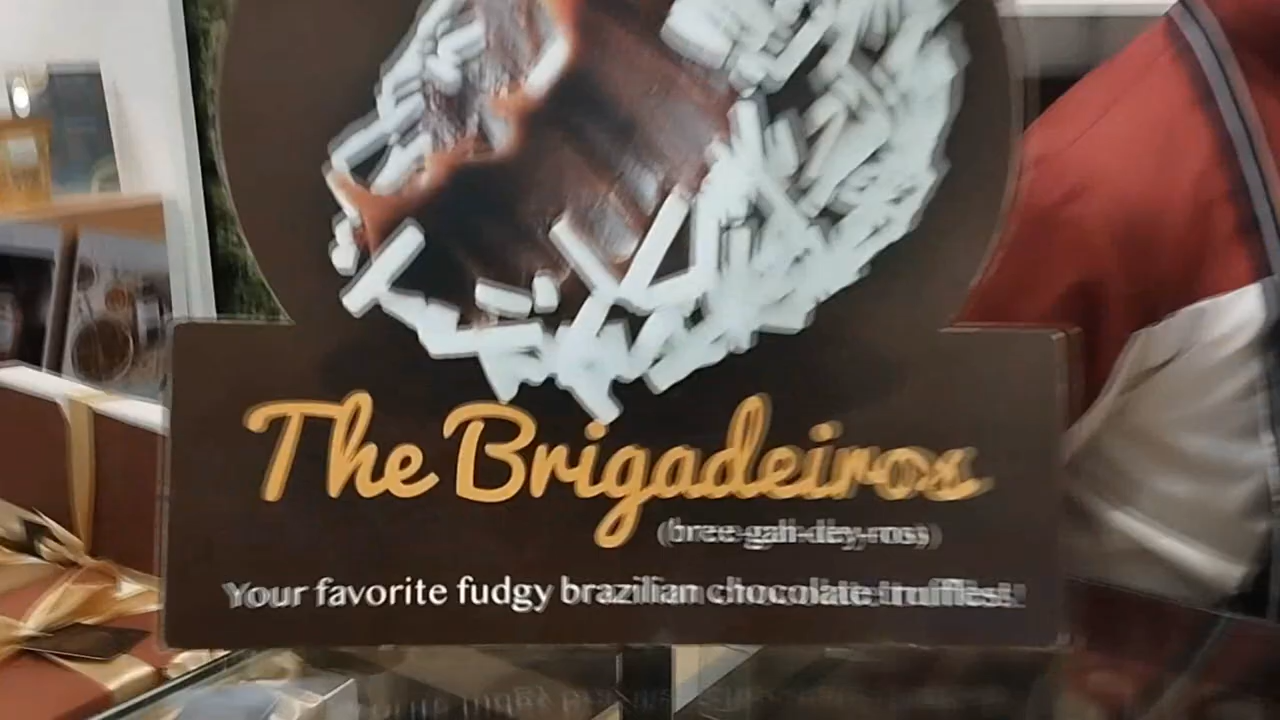 The Brigadeiros
(bree-gah-dey-ros)
Your favorite fudgy brazilian chocolate truffles!